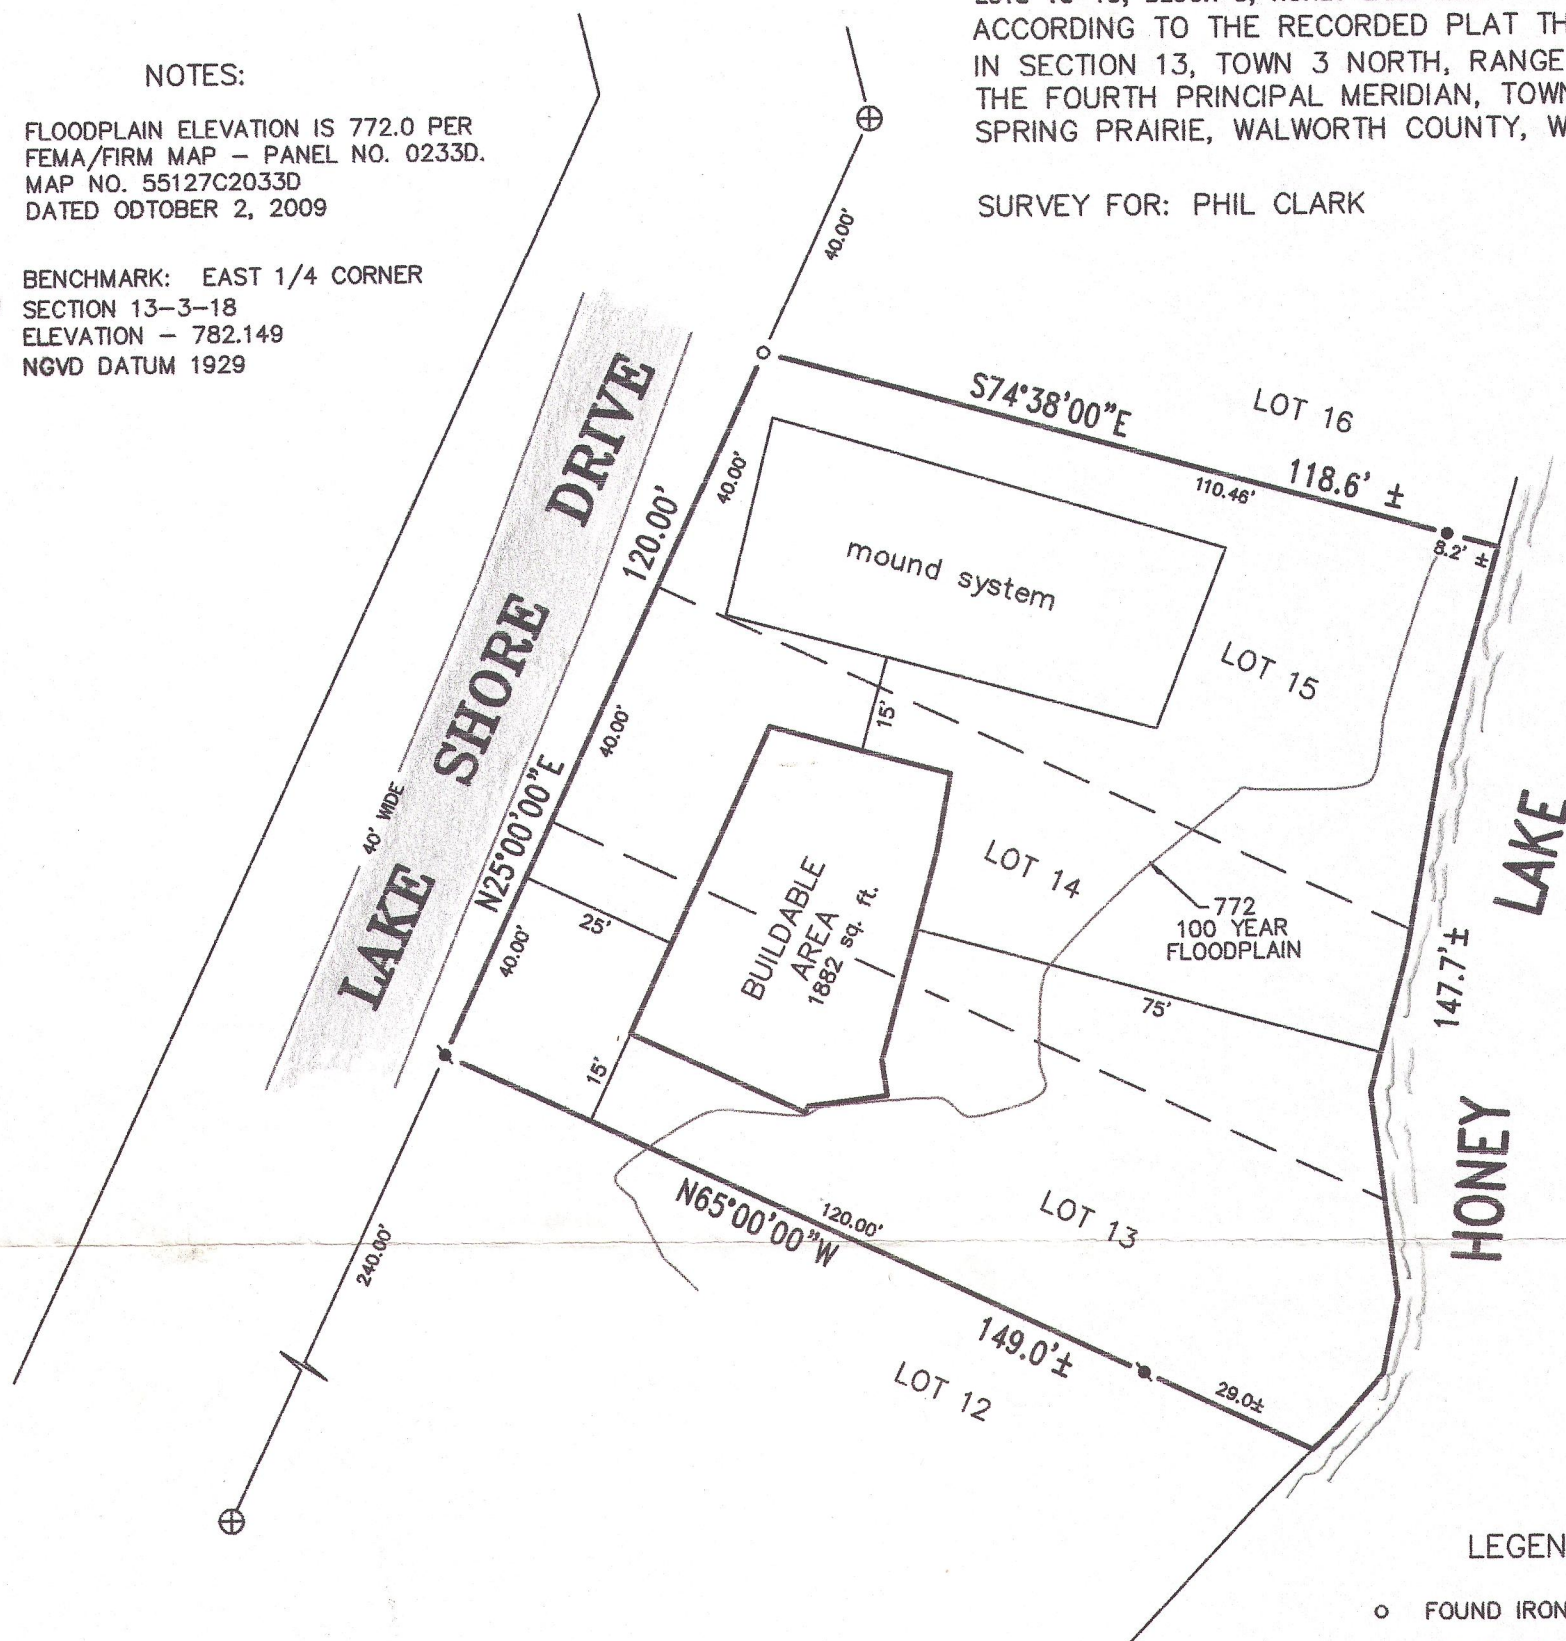 NOTES:
FLOODPLAIN ELEVATION IS 772.0 PER
FEMA/FIRM MAP – PANEL NO. 0233D.
MAP NO. 55127C2033D
DATED ODTOBER 2, 2009
BENCHMARK: EAST 1/4 CORNER
SECTION 13–3–18
ELEVATION – 782.149
NGVD DATUM 1929
ACCORDING TO THE RECORDED PLAT TH
IN SECTION 13, TOWN 3 NORTH, RANGE
THE FOURTH PRINCIPAL MERIDIAN, TOWN
SPRING PRAIRIE, WALWORTH COUNTY, W
SURVEY FOR: PHIL CLARK
40.00'
S74°38'00"E
LOT 16
118.6' ±
110.46'
8.2' ±
40.00'
120.00'
mound system
LOT 15
15'
40.00'
LAKE SHORE DRIVE
40' WIDE
N25°00'00"E
40.00'
25'
BUILDABLE
AREA
1882 sq. ft.
LOT 14
772
100 YEAR
FLOODPLAIN
75'
147.7'±
HONEY LAKE
15'
N65°00'00"W
120.00'
LOT 13
149.0'±
29.0±
LOT 12
240.00'
LEGEN
o FOUND IRON